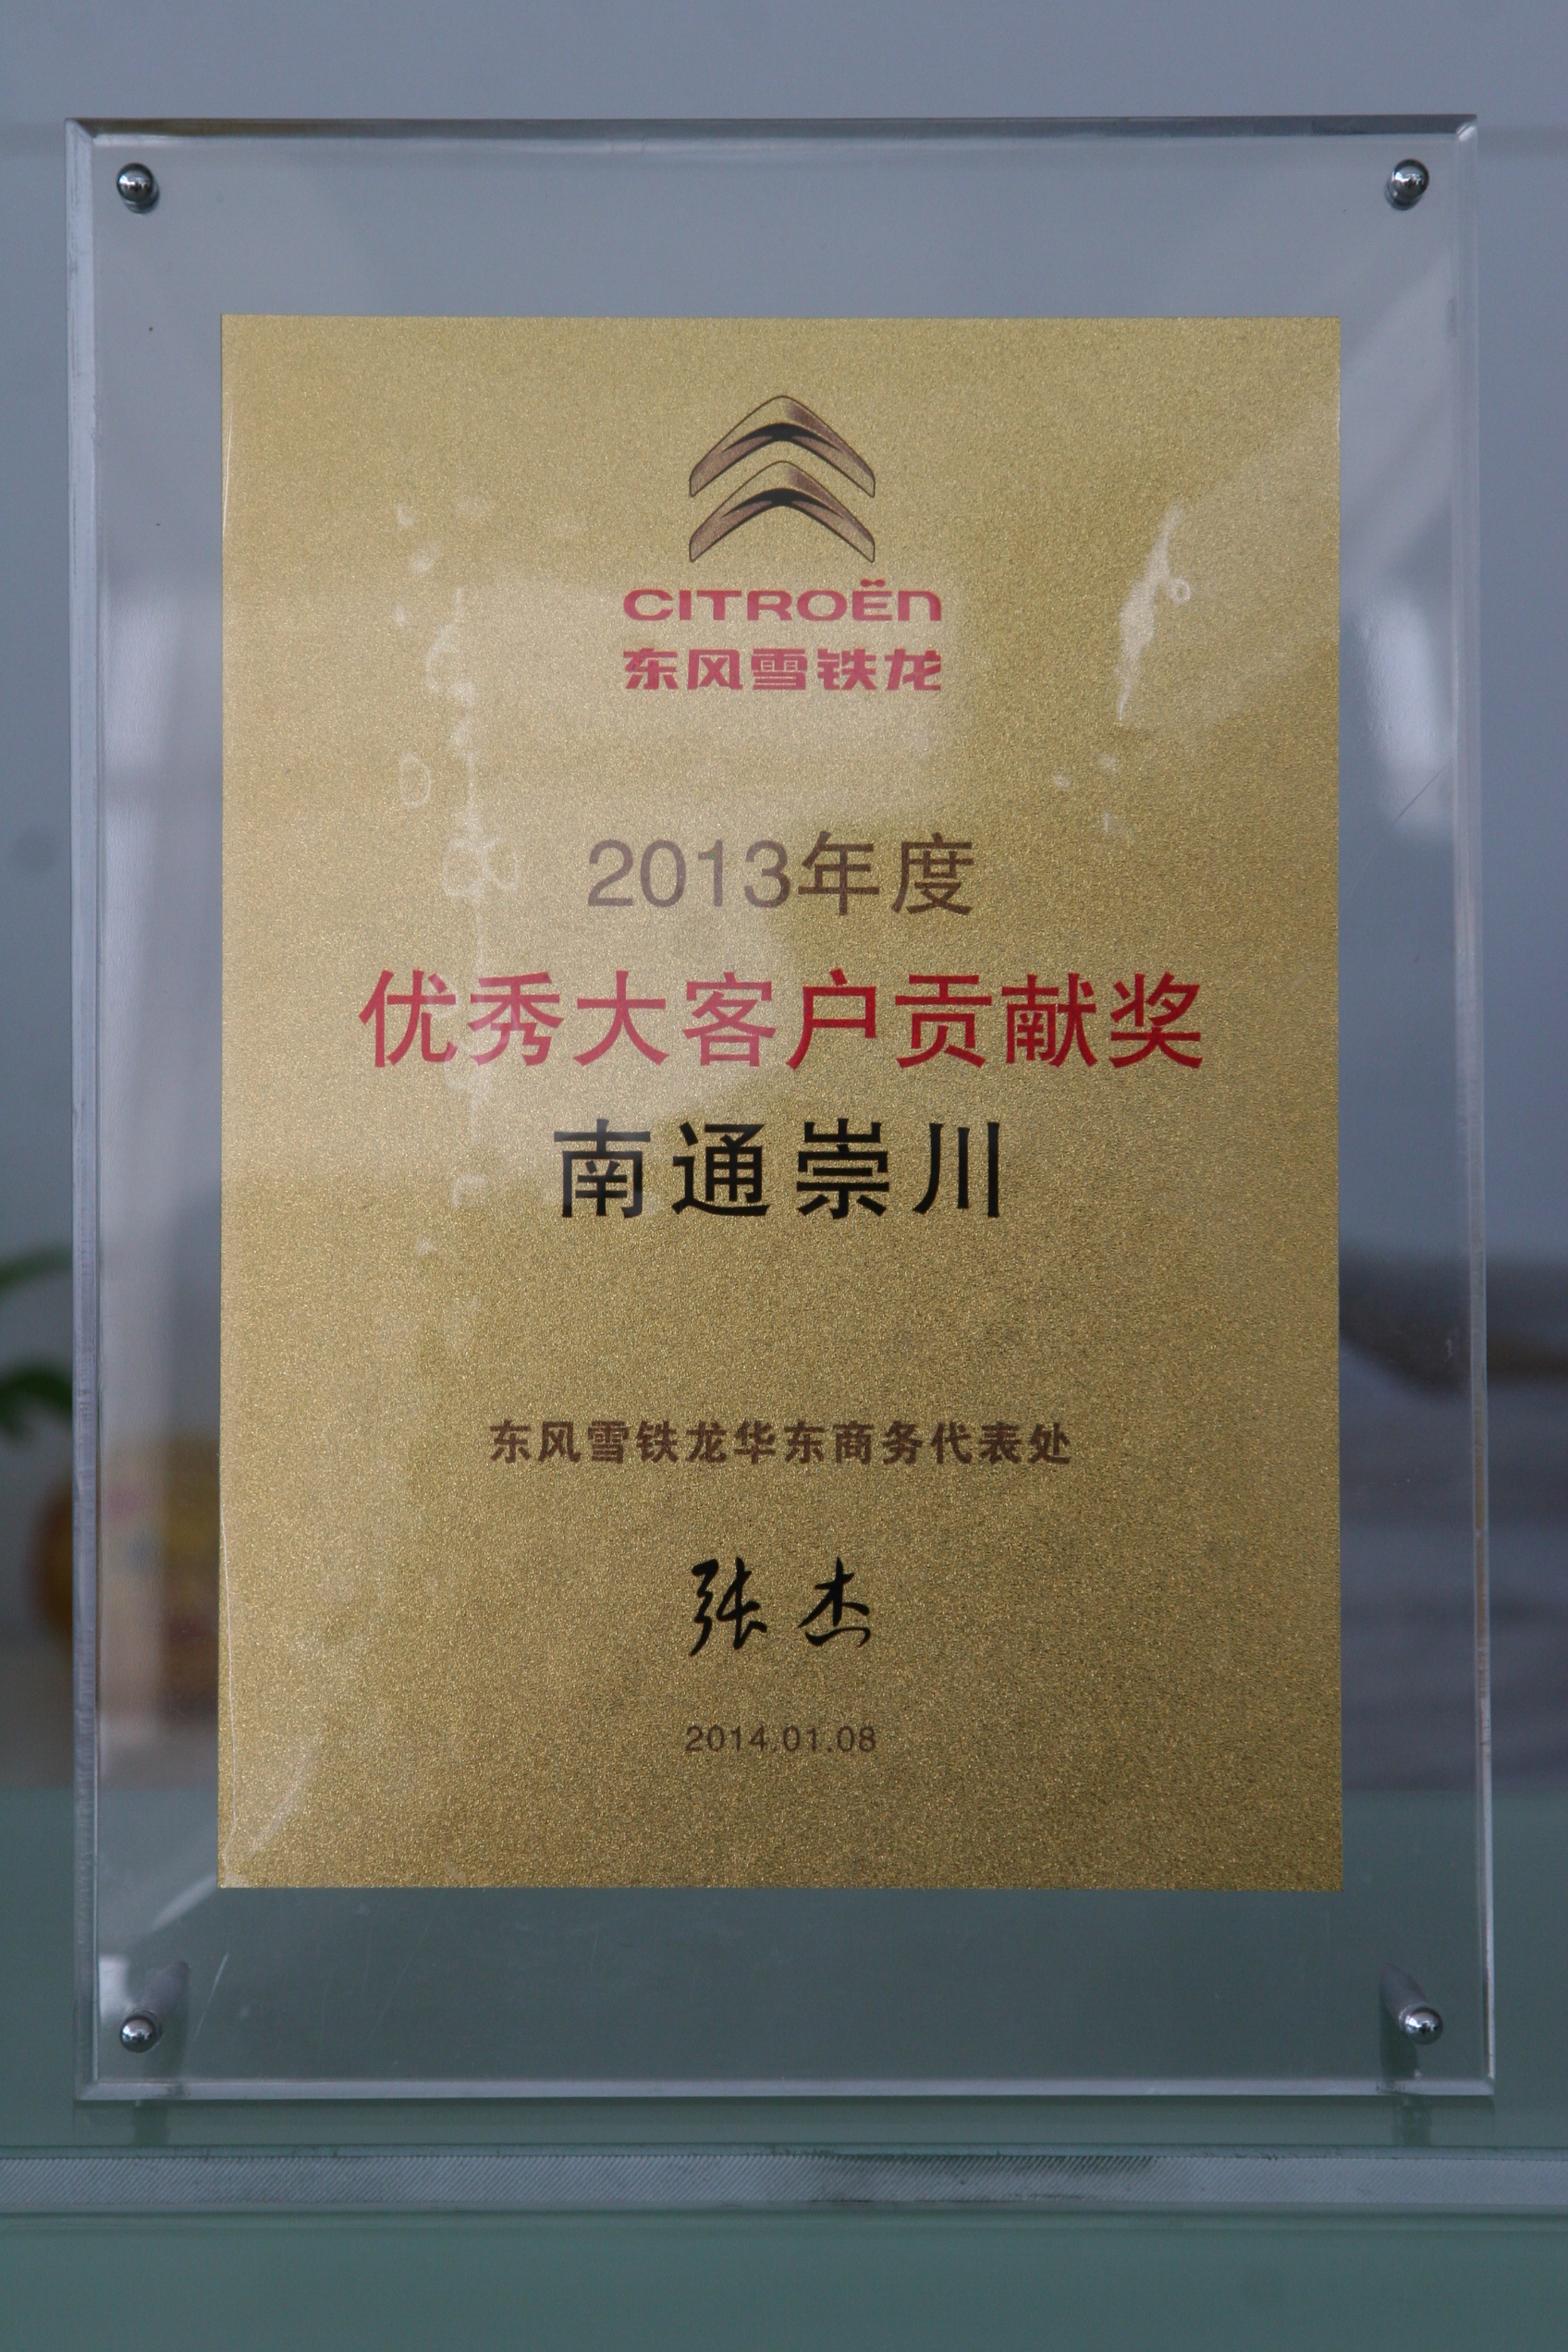 CITROËN
东风雪铁龙
2013年度
优秀大客户贡献奖
南通崇川
东风雪铁龙华东商务代表处
张杰
2014.01.08